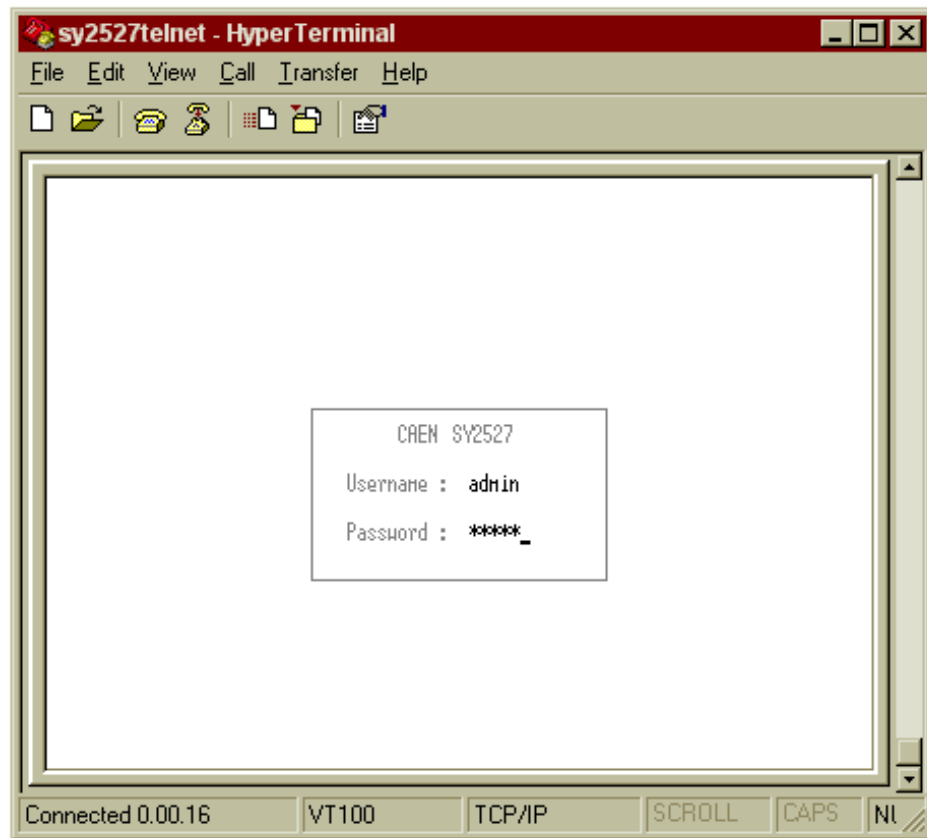 sy2527telnet - HyperTerminal
File Edit View Call Transfer Help
CAEN SY2527
Username : admin
Password : *****_
Connected 0.00.16 VT100 TCP/IP SCROLL CAPS